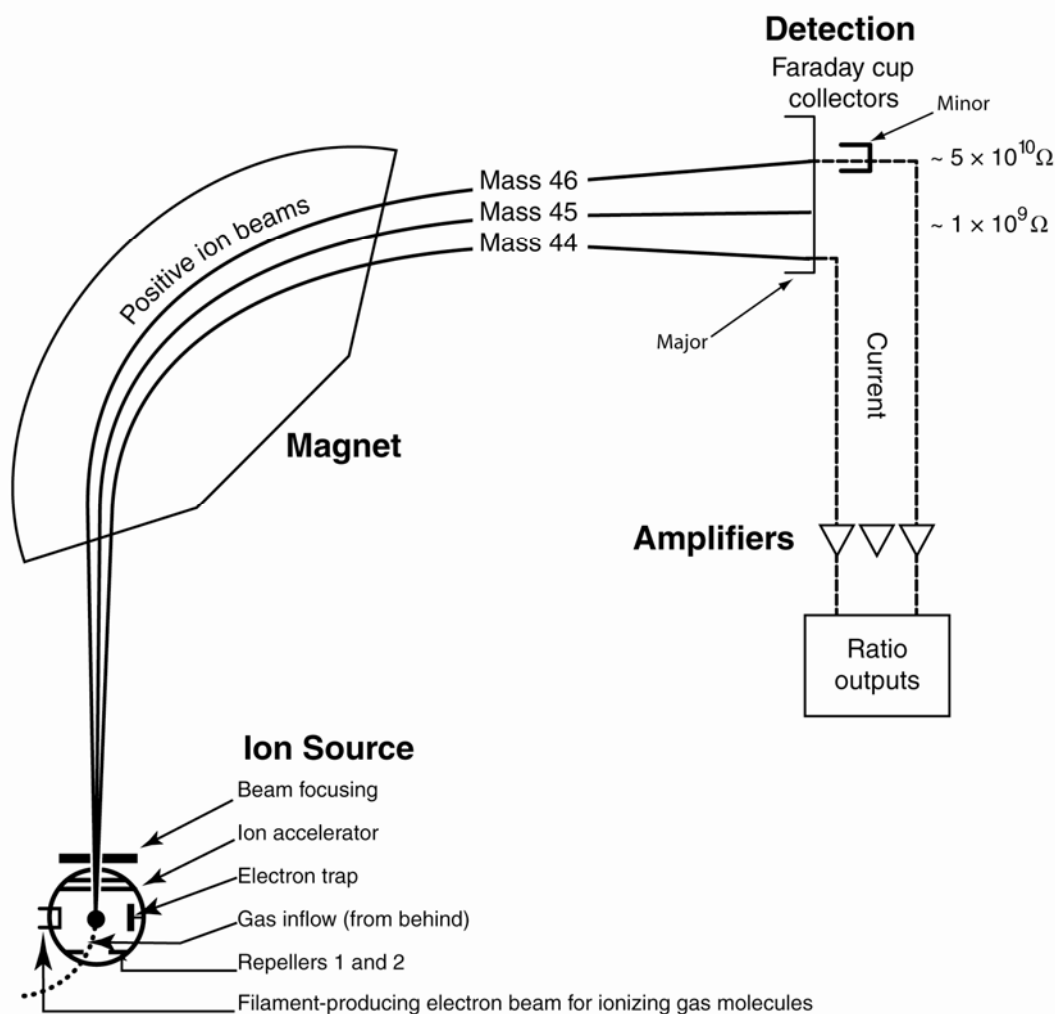 Detection
Faraday cup
collectors
Minor
~ 5 × 10¹⁰Ω
Mass 46
Mass 45
~ 1 × 10⁹Ω
Mass 44
Positive ion beams
Major
Current
Magnet
Amplifiers
Ratio
outputs
Ion Source
Beam focusing
Ion accelerator
Electron trap
Gas inflow (from behind)
Repellers 1 and 2
Filament-producing electron beam for ionizing gas molecules